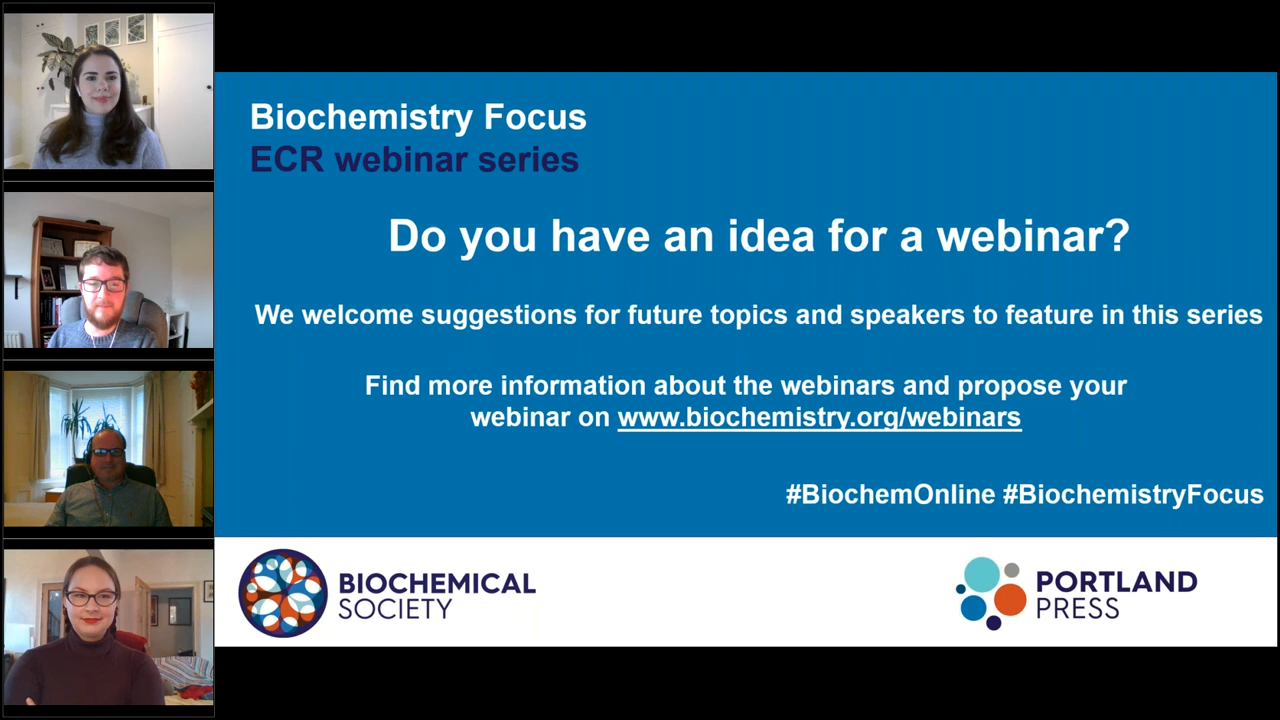 Biochemistry Focus
ECR webinar series
Do you have an idea for a webinar?
We welcome suggestions for future topics and speakers to feature in this series
Find more information about the webinars and propose your
webinar on www.biochemistry.org/webinars
#BiochemOnline #BiochemistryFocus
BIOCHEMICAL
SOCIETY
PORTLAND
PRESS